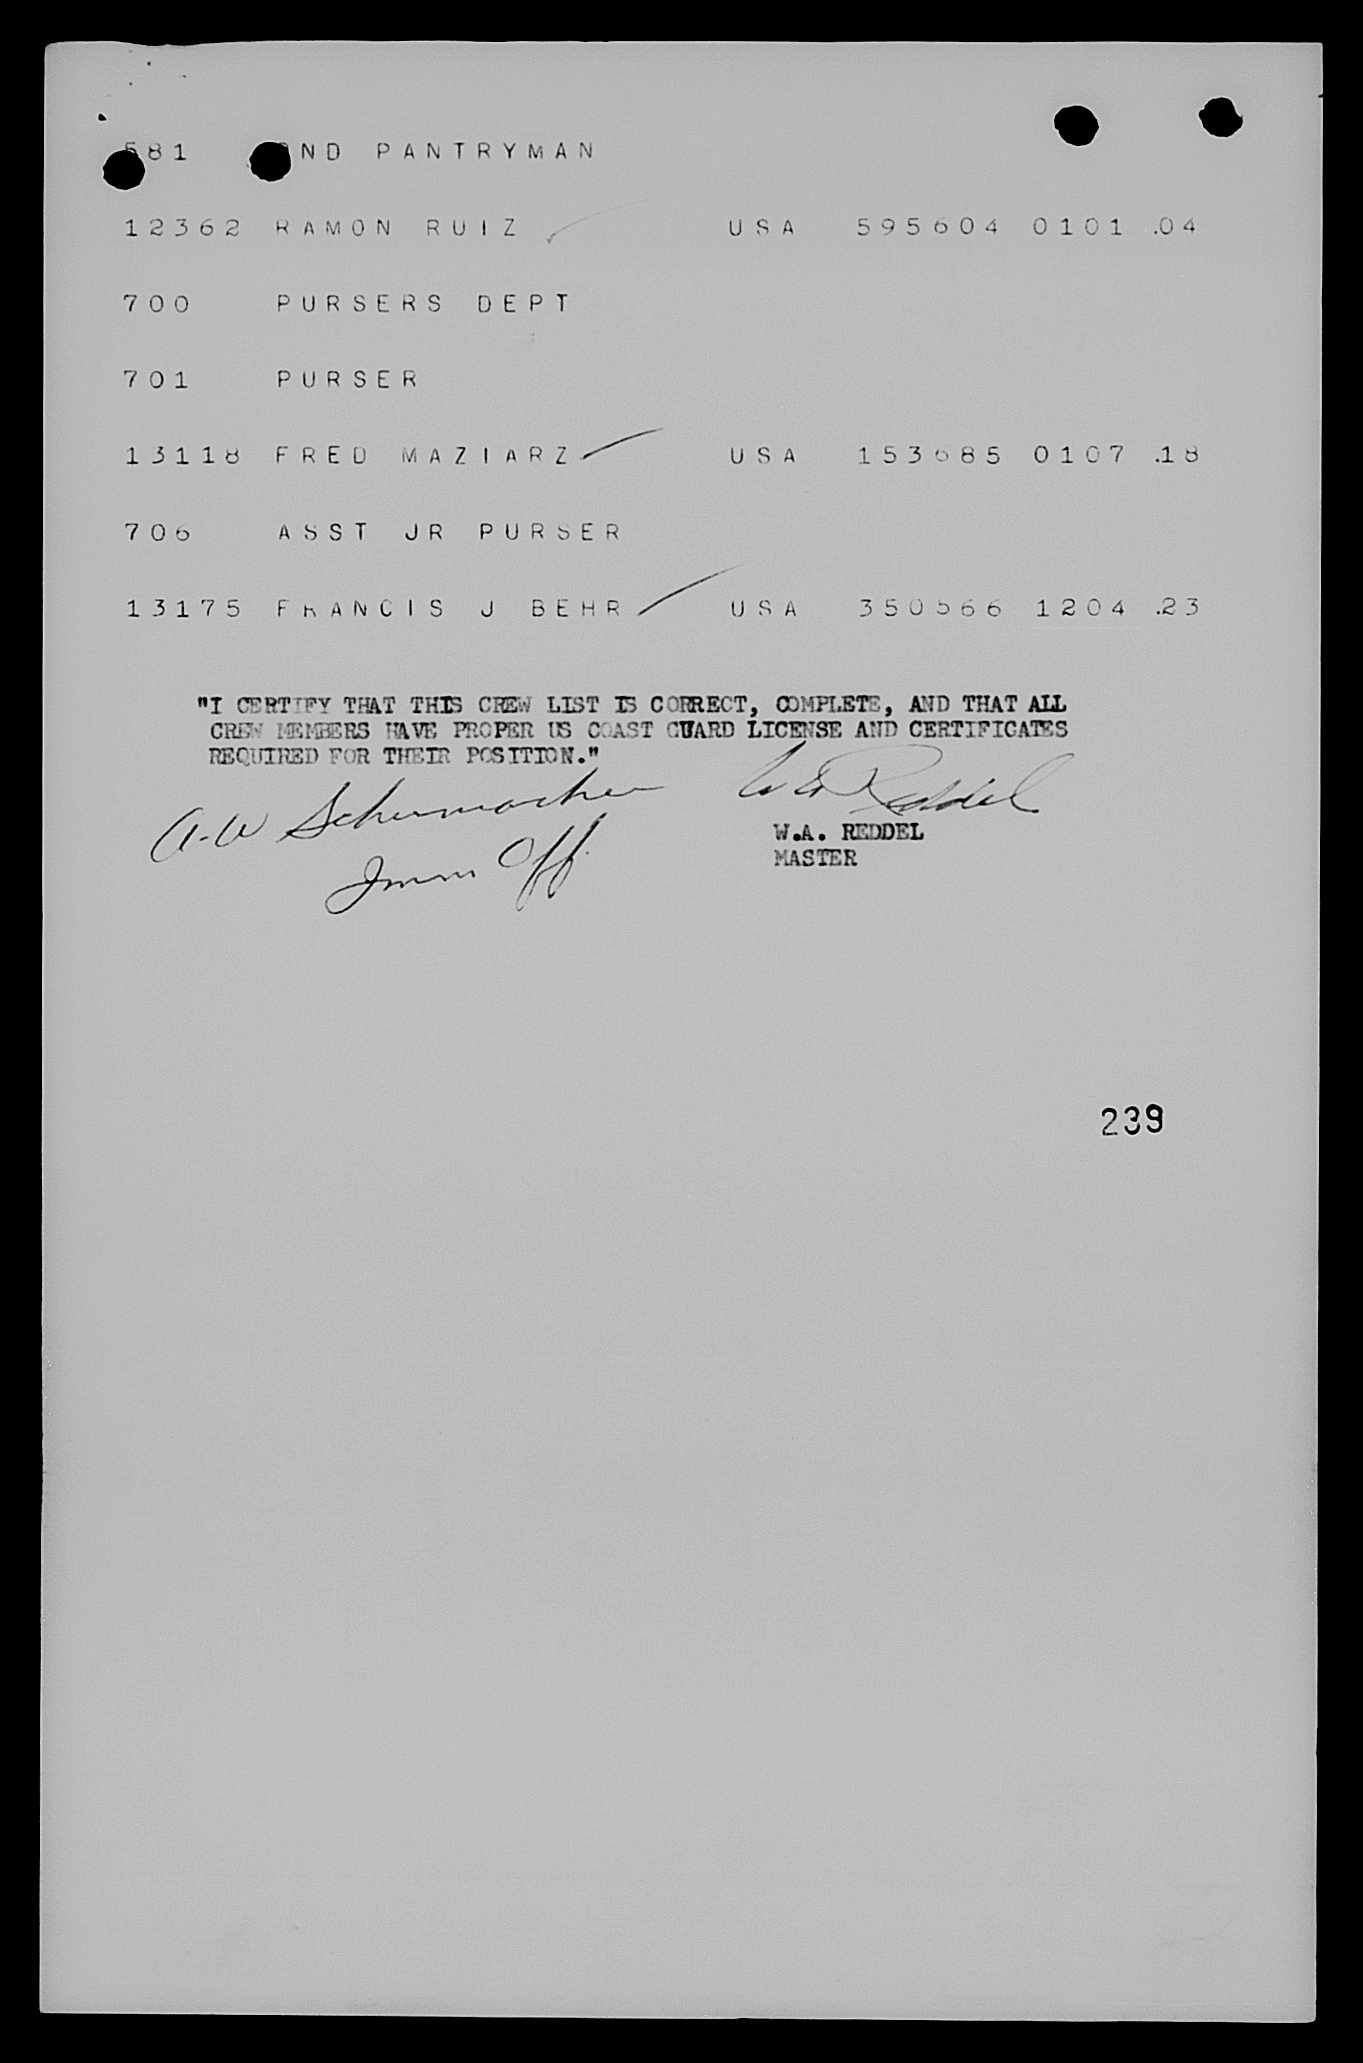 581 2ND PANTRYMAN
12362 RAMON RUIZ USA 595604 0101 .04
700 PURSERS DEPT
701 PURSER
13118 FRED MAZIARZ USA 153685 0107 .18
706 ASST JR PURSER
13175 FRANCIS J BEHR USA 350566 1204 .23
"I CERTIFY THAT THIS CREW LIST IS CORRECT, COMPLETE, AND THAT ALL
CREW MEMBERS HAVE PROPER US COAST GUARD LICENSE AND CERTIFICATES
REQUIRED FOR THEIR POSITION."
A.W Schumacher W A Reddel
Imm Off.
W.A. REDDEL
MASTER
239